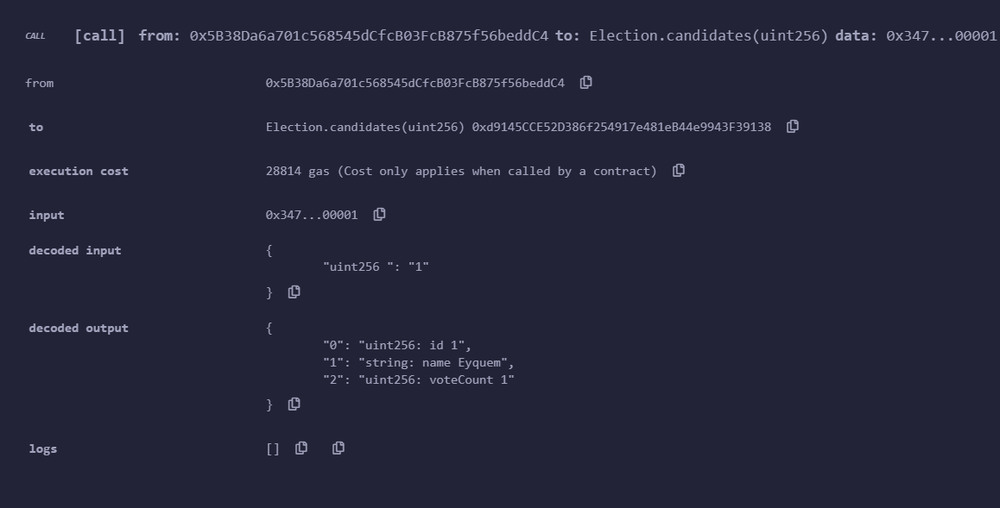 CALL [call] from: 0x5B38Da6a701c568545dCfcB03FcB875f56beddC4 to: Election.candidates(uint256) data: 0x347...00001
from 0x5B38Da6a701c568545dCfcB03FcB875f56beddC4
to Election.candidates(uint256) 0xd9145CCE52D386f254917e481eB44e9943F39138
execution cost 28814 gas (Cost only applies when called by a contract)
input 0x347...00001
decoded input {
"uint256 ": "1"
}
decoded output {
"0": "uint256: id 1",
"1": "string: name Eyquem",
"2": "uint256: voteCount 1"
}
logs []